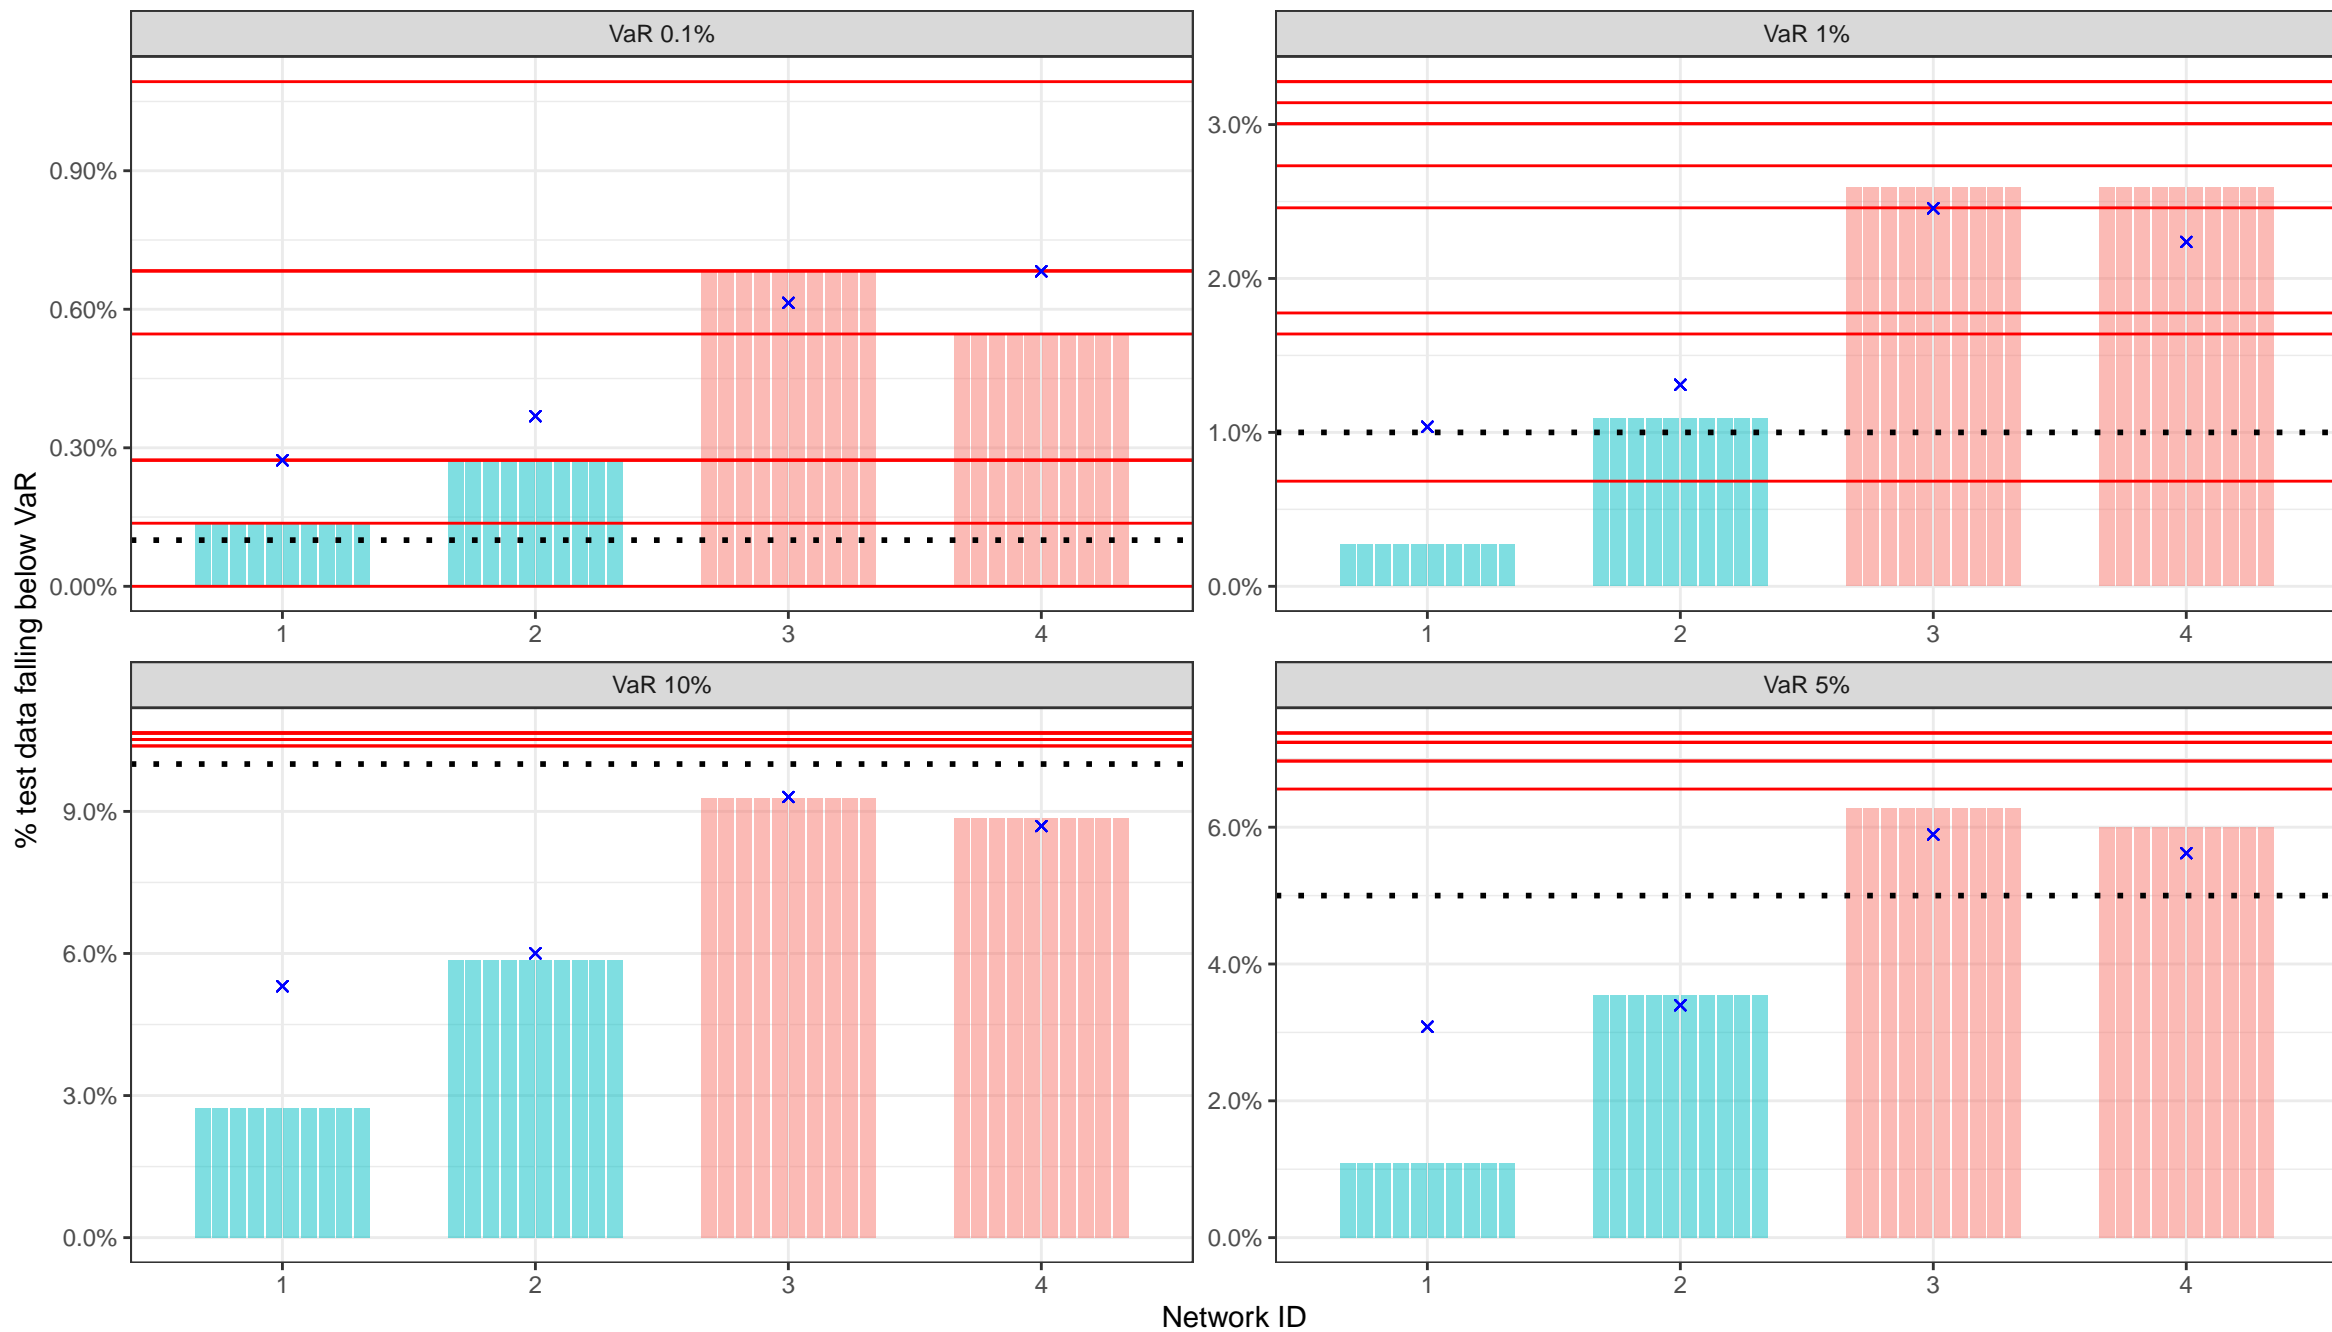 VaR 0.1%
VaR 1%
0.90%
0.60%
0.30%
0.00%
3.0%
2.0%
1.0%
0.0%
1 2 3 4
1 2 3 4
% test data falling below VaR
VaR 10%
VaR 5%
9.0%
6.0%
3.0%
0.0%
6.0%
4.0%
2.0%
0.0%
1 2 3 4
1 2 3 4
Network ID